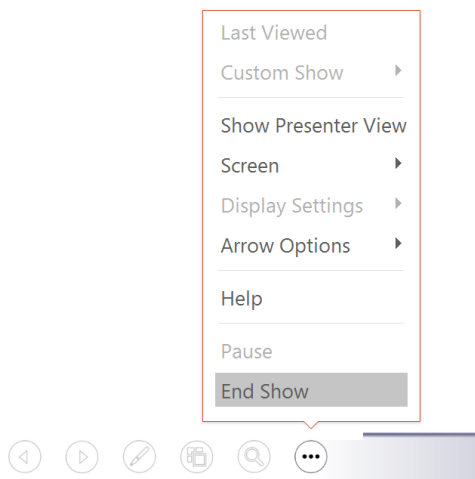 Last Viewed
Custom Show
Show Presenter View
Screen
Display Settings
Arrow Options
Help
Pause
End Show